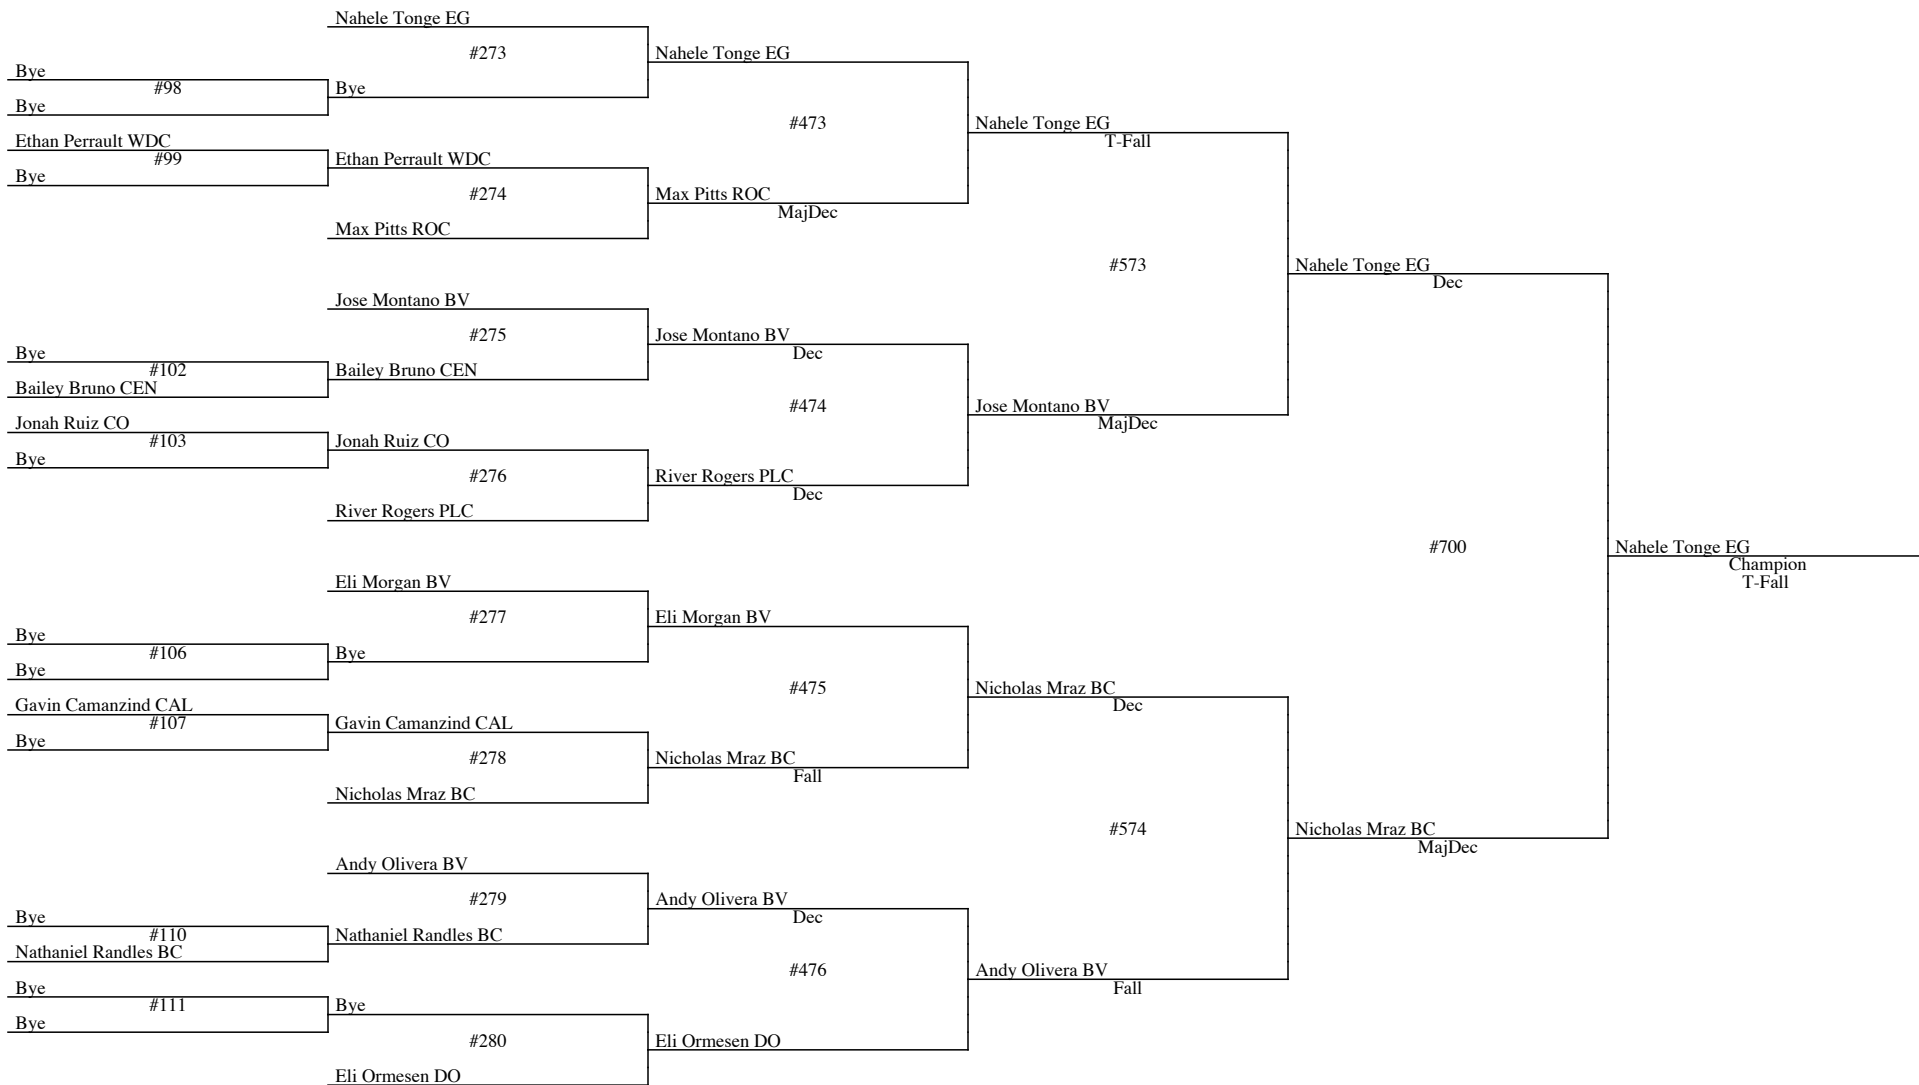 Nahele Tonge EG
#273
Nahele Tonge EG
Bye
#98
Bye
Bye
#473
Nahele Tonge EG
T-Fall
Ethan Perrault WDC
#99
Ethan Perrault WDC
Bye
#274
Max Pitts ROC
MajDec
Max Pitts ROC
#573
Nahele Tonge EG
Dec
Jose Montano BV
#275
Jose Montano BV
Dec
Bye
#102
Bailey Bruno CEN
Bailey Bruno CEN
#474
Jose Montano BV
MajDec
Jonah Ruiz CO
#103
Jonah Ruiz CO
Bye
#276
River Rogers PLC
Dec
River Rogers PLC
#700
Nahele Tonge EG
Champion
T-Fall
Eli Morgan BV
#277
Eli Morgan BV
Bye
#106
Bye
Bye
#475
Nicholas Mraz BC
Dec
Gavin Camanzind CAL
#107
Gavin Camanzind CAL
Bye
#278
Nicholas Mraz BC
Fall
Nicholas Mraz BC
#574
Nicholas Mraz BC
MajDec
Andy Olivera BV
#279
Andy Olivera BV
Dec
Bye
#110
Nathaniel Randles BC
Nathaniel Randles BC
#476
Andy Olivera BV
Fall
Bye
#111
Bye
Bye
#280
Eli Ormesen DO
Eli Ormesen DO